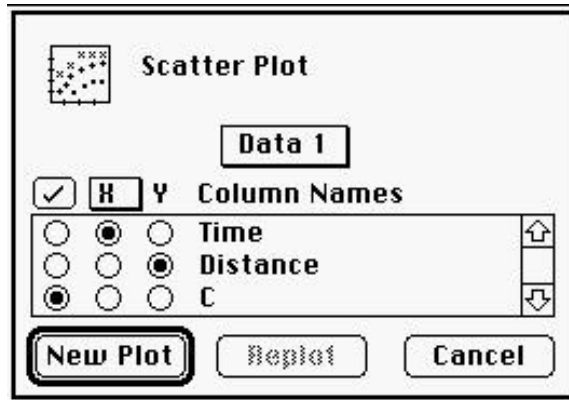 Scatter Plot
Data 1
X Y Column Names
Time
Distance
C
New Plot Replot Cancel